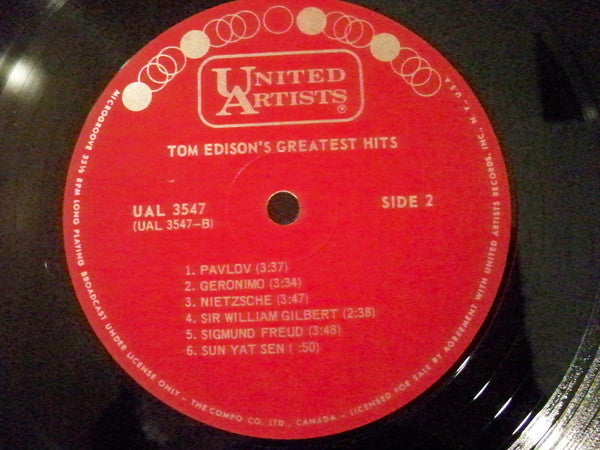 UNITED
ARTISTS ®
TOM EDISON'S GREATEST HITS
UAL 3547
(UAL 3547-B)
SIDE 2
1. PAVLOV (3:37)
2. GERONIMO (3:34)
3. NIETZSCHE (3:47)
4. SIR WILLIAM GILBERT (2:38)
5. SIGMUND FREUD (3:48)
6. SUN YAT SEN ( :50)
MICROGROOVE 33⅓ RPM LONG PLAYING BROADCAST UNDER LICENSE ONLY - THE COMPO CO. LTD., CANADA. - LICENSED FOR SALE BY AGREEMENT WITH UNITED ARTISTS RECORDS, INC. N.Y. U.S.A.